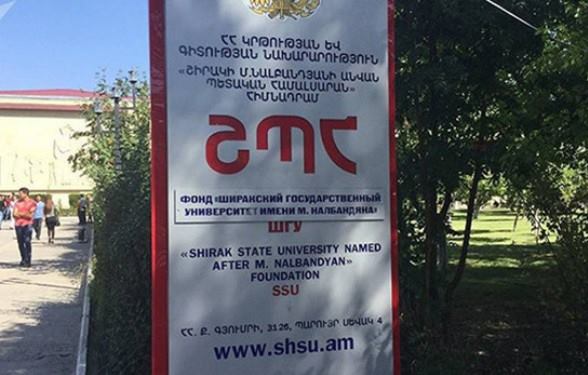 ՀՀ ԿՐԹՈՒԹՅԱՆ ԵՎ
ԳԻՏՈՒԹՅԱՆ ՆԱԽԱՐԱՐՈՒԹՅՈՒՆ
«ՇԻՐԱԿԻ Մ.ՆԱԼԲԱՆԴՅԱՆԻ ԱՆՎԱՆ
ՊԵՏԱԿԱՆ ՀԱՄԱԼՍԱՐԱՆ»
ՀԻՄՆԱԴՐԱՄ
ՇՊՀ
ФОНД «ШИРАКСКИЙ ГОСУДАРСТВЕННЫЙ
УНИВЕРСИТЕТ ИМЕНИ М. НАЛБАНДЯНА»
ШГУ
«SHIRAK STATE UNIVERSITY NAMED
AFTER M. NALBANDYAN»
FOUNDATION
SSU
ՀՀ. Ք. ԳՅՈՒՄՐԻ, 3126, ՊԱՐՈՒՅՐ ՍԵՎԱԿ 4
www.shsu.am